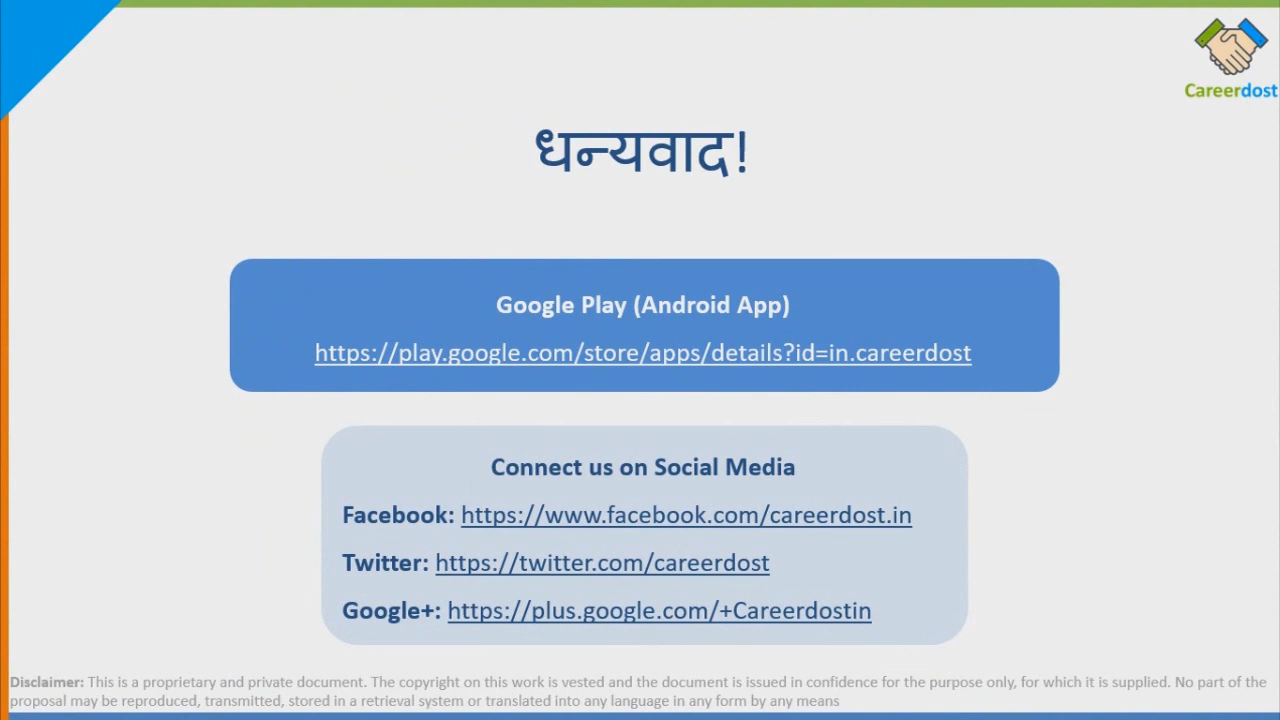 Careerdost
धन्यवाद!
Google Play (Android App)
https://play.google.com/store/apps/details?id=in.careerdost
Connect us on Social Media
Facebook: https://www.facebook.com/careerdost.in
Twitter: https://twitter.com/careerdost
Google+: https://plus.google.com/+Careerdostin
Disclaimer: This is a proprietary and private document. The copyright on this work is vested and the document is issued in confidence for the purpose only, for which it is supplied. No part of the
proposal may be reproduced, transmitted, stored in a retrieval system or translated into any language in any form by any means